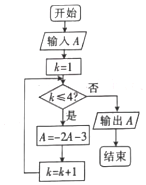 开始
输入A
k=1
k≤4?
否
是
A=-2A-3
输出A
k=k+1
结束